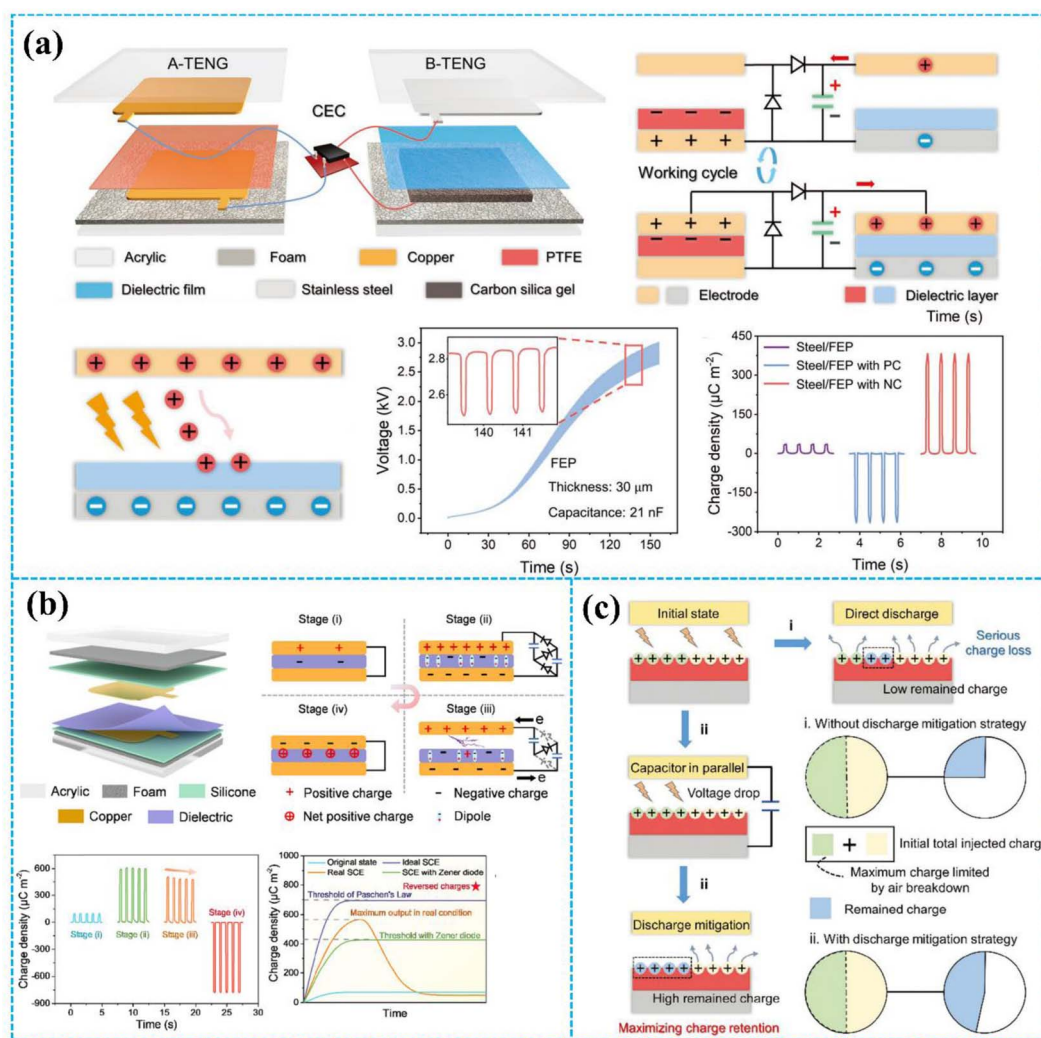 (a)
A-TENG
B-TENG
CEC
Acrylic
Foam
Copper
PTFE
Dielectric film
Stainless steel
Carbon silica gel
+
-
- - -
+ + +
Working cycle
+ + +
- - -
+
-
Electrode
Dielectric layer
Time (s)
Voltage (kV)
3.0
2.5
2.0
1.5
1.0
0.5
0.0
2.8
2.6
140 141
FEP
Thickness: 30 μm
Capacitance: 21 nF
0 30 60 90 120 150
Time (s)
Charge density (μC m⁻²)
450
300
150
0
-150
-300
Steel/FEP
Steel/FEP with PC
Steel/FEP with NC
0 2 4 6 8 10
Time (s)
(b)
Acrylic
Foam
Silicone
Copper
Dielectric
Stage (i)
Stage (ii)
Stage (iv)
Stage (iii)
e
e
+ Positive charge
- Negative charge
⊕ Net positive charge
Dipole
Charge density (μC m⁻²)
600
300
0
-300
-600
-900
Stage (i)
Stage (ii)
Stage (iii)
Stage (iv)
0 5 10 15 20 25 30
Time (s)
Charge density (μC m⁻²)
1000
800
600
400
200
0
Original state
Ideal SCE
Real SCE
SCE with Zener diode
Reversed charges ★
Threshold of Paschen's Law
Maximum output in real condition
Threshold with Zener diode
Time
(c)
Initial state
i
Direct discharge
Serious
charge loss
Low remained charge
ii
Capacitor in parallel
Voltage drop
ii
Discharge mitigation
High remained charge
Maximizing charge retention
i. Without discharge mitigation strategy
+
Initial total injected charg
Maximum charge limited
by air breakdown
Remained charge
ii. With discharge mitigation strategy